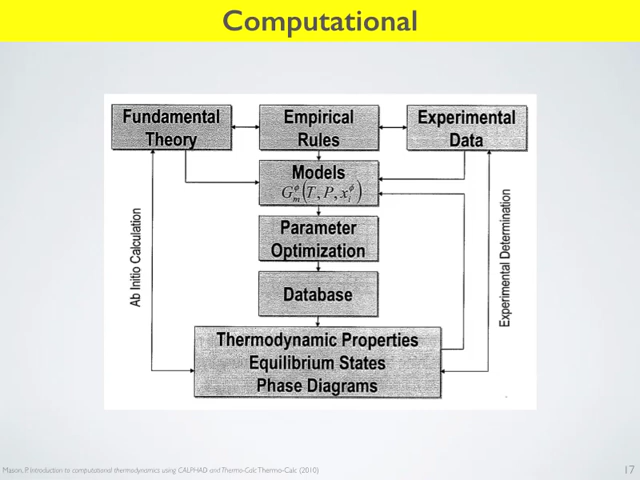 Computational
Fundamental
Theory
Empirical
Rules
Experimental
Data
Models
G_m^φ(T, P, x_i^φ)
Parameter
Optimization
Database
Thermodynamic Properties
Equilibrium States
Phase Diagrams
Ab Initio Calculation
Experimental Determination
Mason, P. Introduction to computational thermodynamics using CALPHAD and Thermo-Calc Thermo-Calc (2010)
17